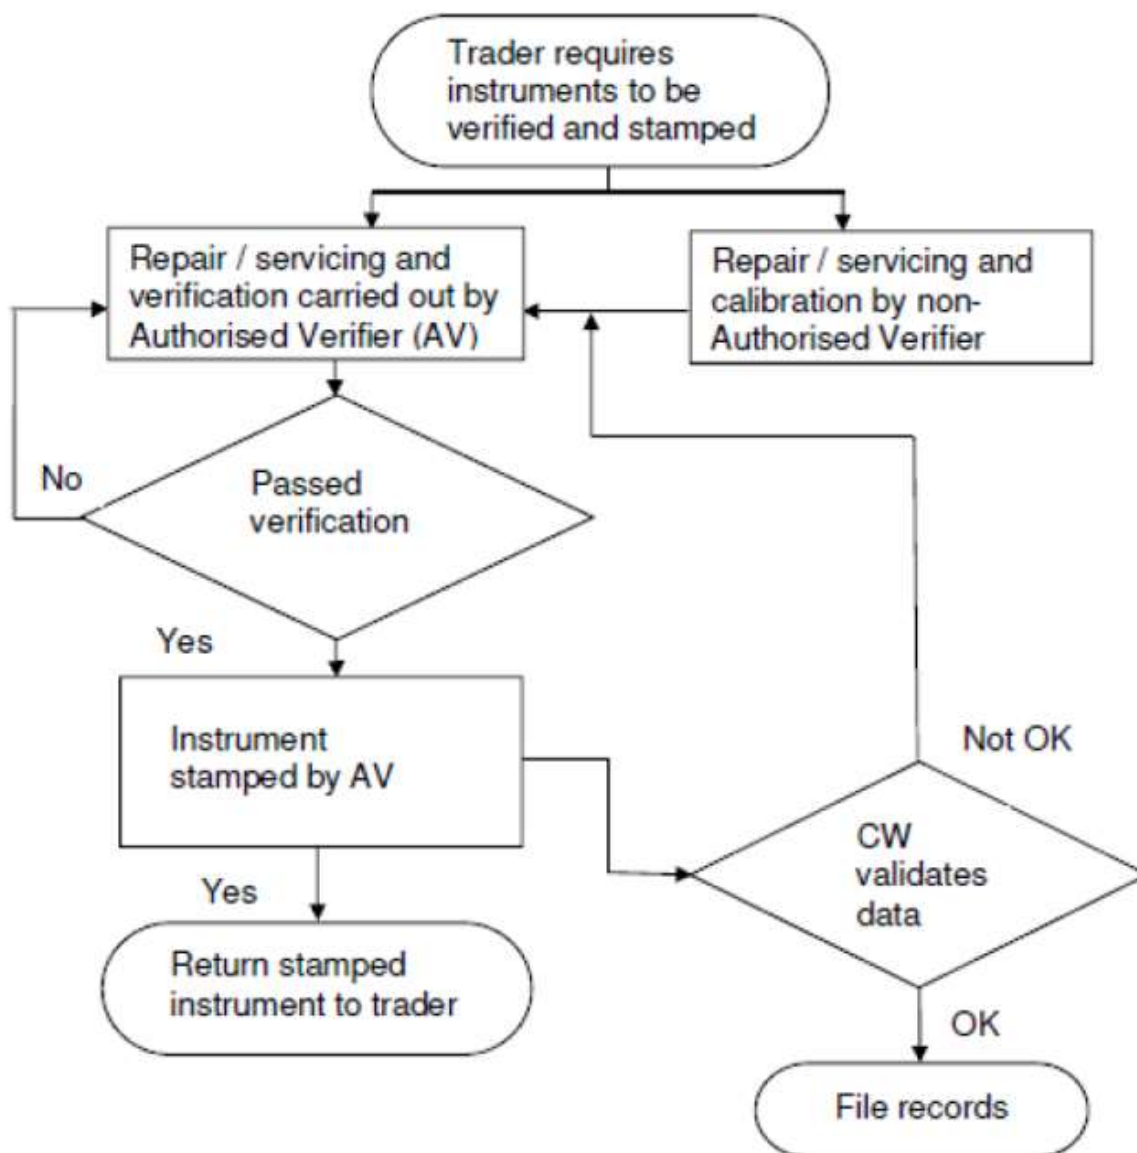 Trader requires
instruments to be
verified and stamped
Repair / servicing and
verification carried out by
Authorised Verifier (AV)
Repair / servicing and
calibration by non-
Authorised Verifier
No
Passed
verification
Yes
Instrument
stamped by AV
Not OK
CW
validates
data
Yes
Return stamped
instrument to trader
OK
File records